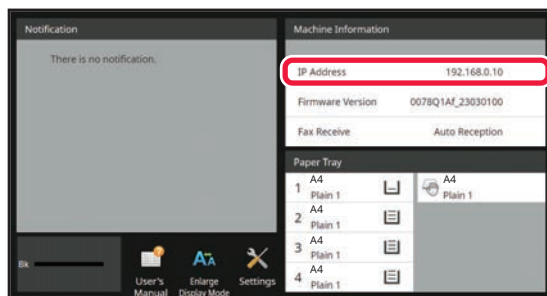 Notification
There is no notification.
Machine Information
IP Address 192.168.0.10
Firmware Version 0078Q1Af_23030100
Fax Receive Auto Reception
Paper Tray
1 A4
Plain 1
A4
Plain 1
2 A4
Plain 1
3 A4
Plain 1
4 A4
Plain 1
Bk
User's
Manual
Enlarge
Display Mode
Settings